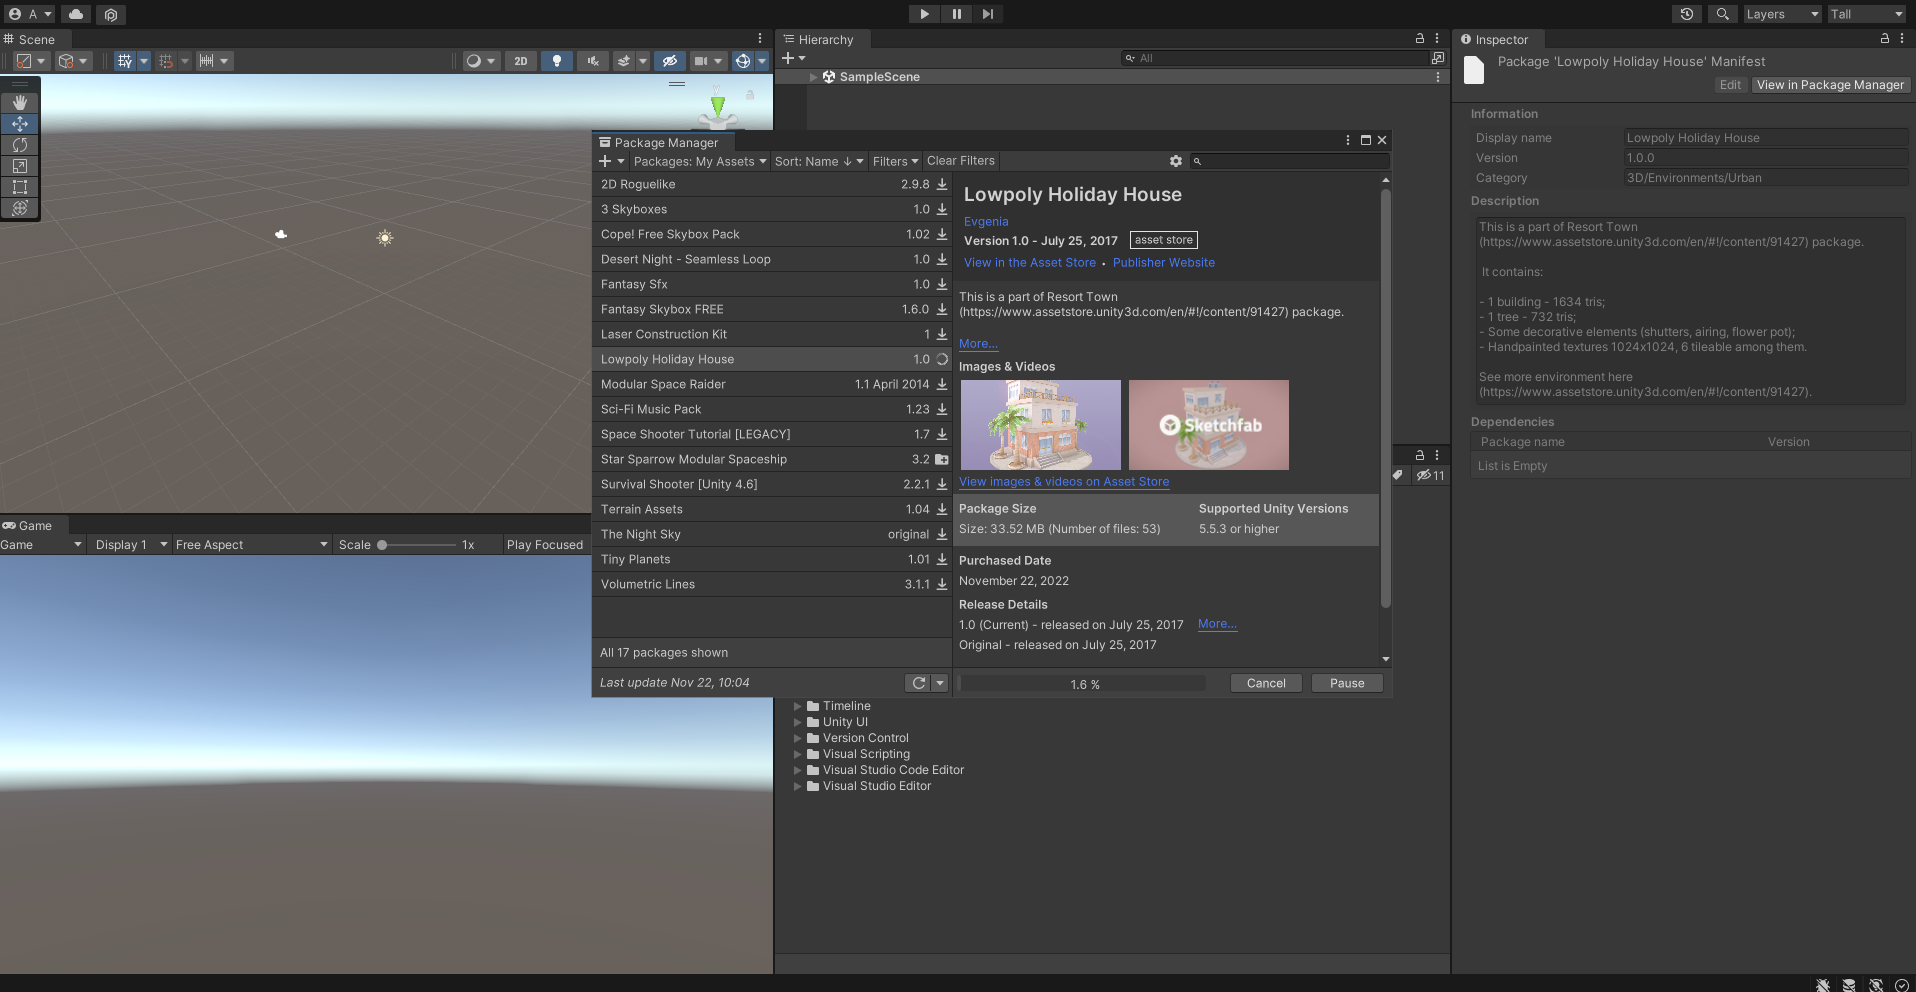 A
Layers
Tall
Scene
2D
y
Hierarchy
All
SampleScene
Inspector
Package 'Lowpoly Holiday House' Manifest
Edit
View in Package Manager
Information
Display name
Lowpoly Holiday House
Version
1.0.0
Category
3D/Environments/Urban
Description
This is a part of Resort Town
(https://www.assetstore.unity3d.com/en/#!/content/91427) package.
It contains:
- 1 building - 1634 tris;
- 1 tree - 732 tris;
- Some decorative elements (shutters, airing, flower pot);
- Handpainted textures 1024x1024, 6 tileable among them.
See more environment here
(https://www.assetstore.unity3d.com/en/#!/content/91427).
Dependencies
Package name
Version
List is Empty
11
Package Manager
Packages: My Assets
Sort: Name ↓
Filters
Clear Filters
2D Roguelike 2.9.8
3 Skyboxes 1.0
Cope! Free Skybox Pack 1.02
Desert Night - Seamless Loop 1.0
Fantasy Sfx 1.0
Fantasy Skybox FREE 1.6.0
Laser Construction Kit 1
Lowpoly Holiday House 1.0
Modular Space Raider 1.1 April 2014
Sci-Fi Music Pack 1.23
Space Shooter Tutorial [LEGACY] 1.7
Star Sparrow Modular Spaceship 3.2
Survival Shooter [Unity 4.6] 2.2.1
Terrain Assets 1.04
The Night Sky original
Tiny Planets 1.01
Volumetric Lines 3.1.1
All 17 packages shown
Last update Nov 22, 10:04
Lowpoly Holiday House
Evgenia
Version 1.0 - July 25, 2017
asset store
View in the Asset Store • Publisher Website
This is a part of Resort Town
(https://www.assetstore.unity3d.com/en/#!/content/91427) package.
More...
Images & Videos
Sketchfab
View images & videos on Asset Store
Package Size
Size: 33.52 MB (Number of files: 53)
Supported Unity Versions
5.5.3 or higher
Purchased Date
November 22, 2022
Release Details
1.0 (Current) - released on July 25, 2017
More...
Original - released on July 25, 2017
1.6 %
Cancel
Pause
Game
Game
Display 1
Free Aspect
Scale
1x
Play Focused
Timeline
Unity UI
Version Control
Visual Scripting
Visual Studio Code Editor
Visual Studio Editor